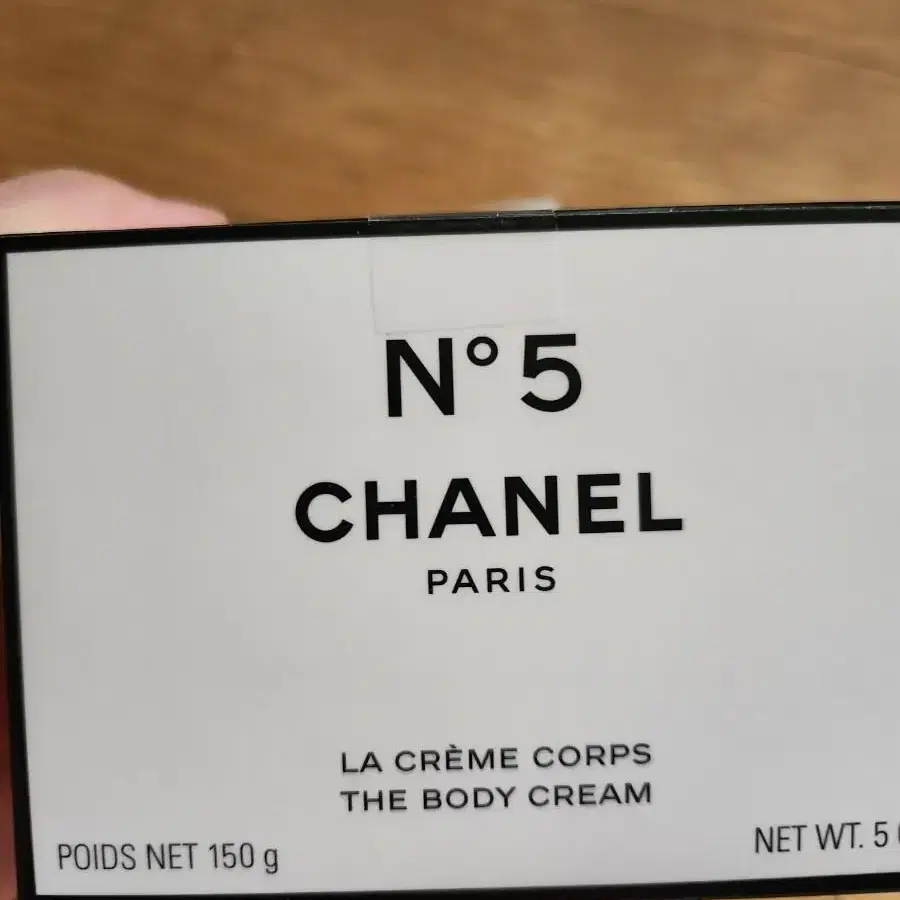 N°5
CHANEL
PARIS
LA CRÈME CORPS
THE BODY CREAM
POIDS NET 150 g
NET WT. 5